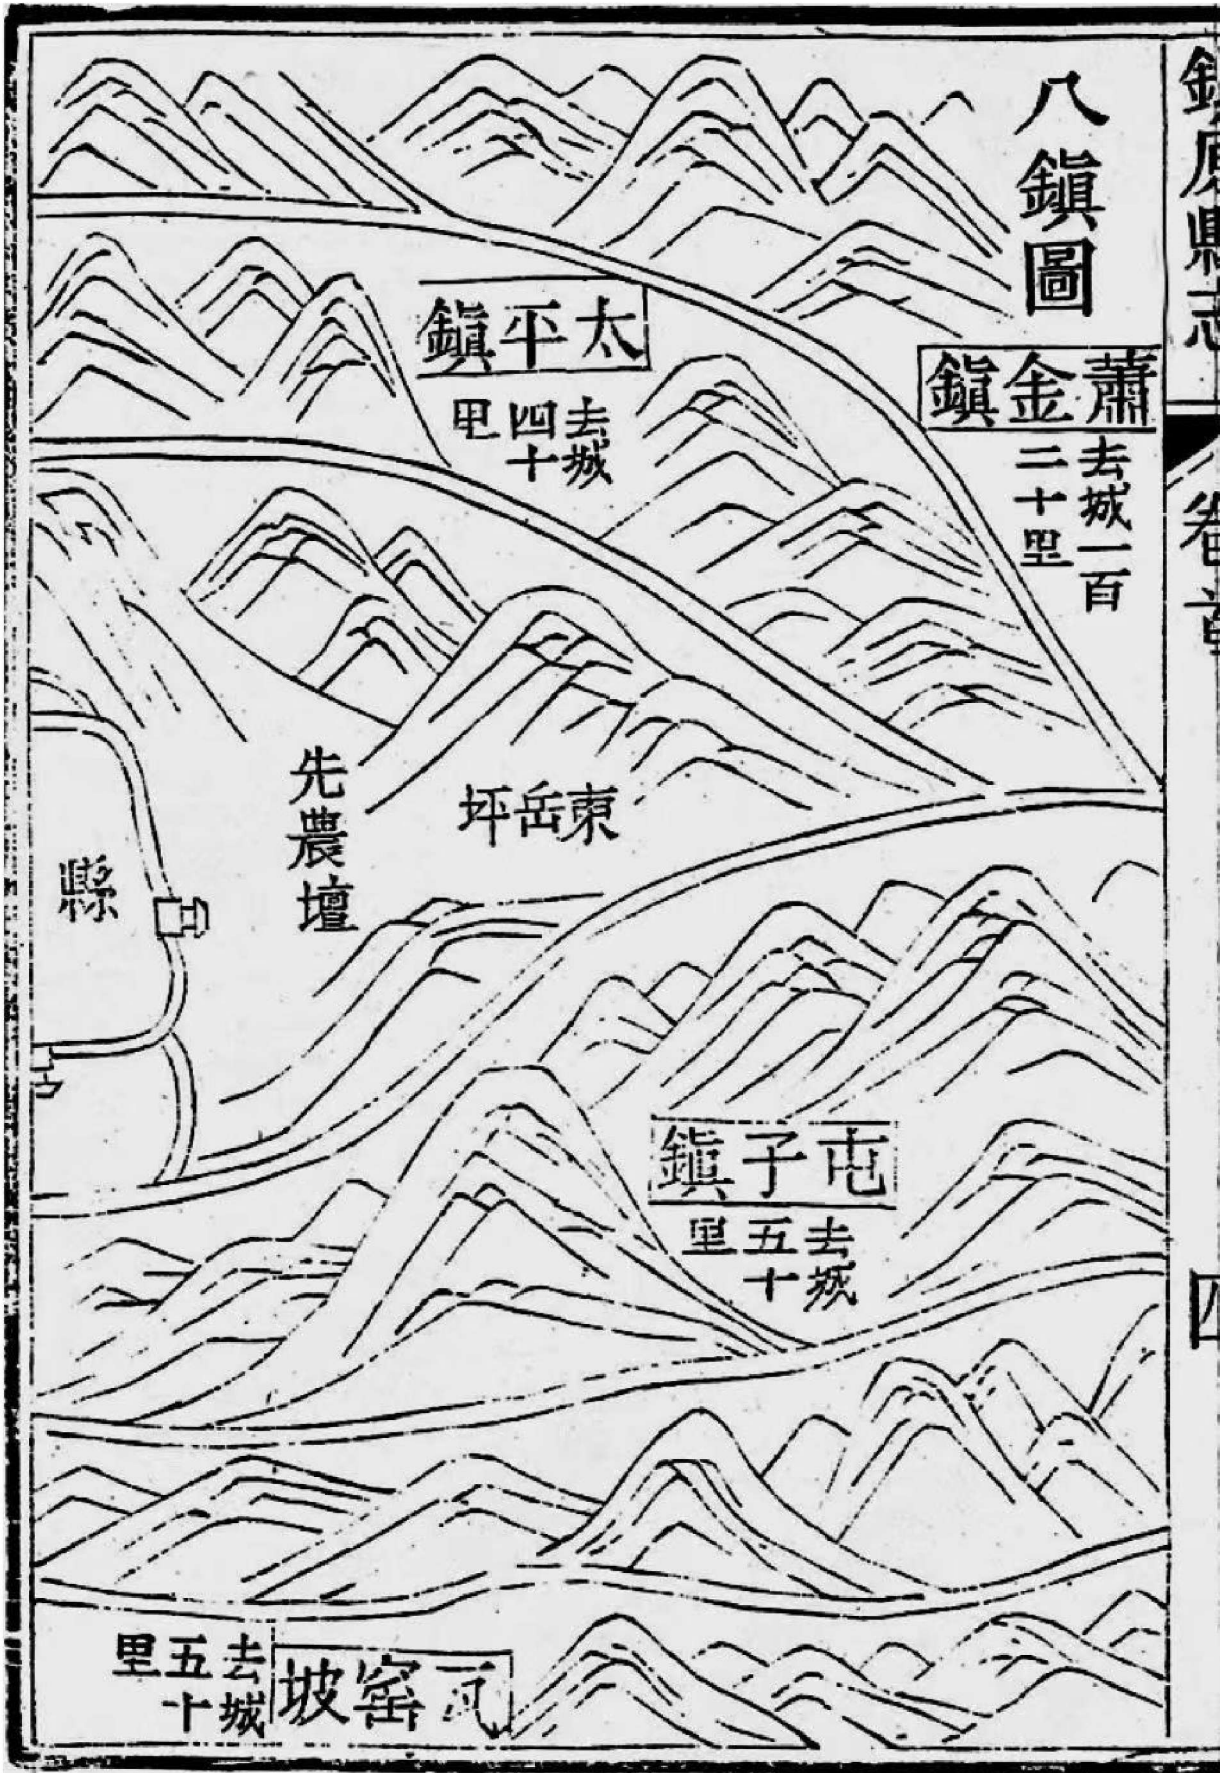 鎮原縣志
卷首
四
八鎮圖
蕭金鎮
去城一百
二十里
太平鎮
去城
四十
里
東岳坪
先農壇
縣
屯子鎮
去城
五十
里
瓦窰坡
去城
五十
里